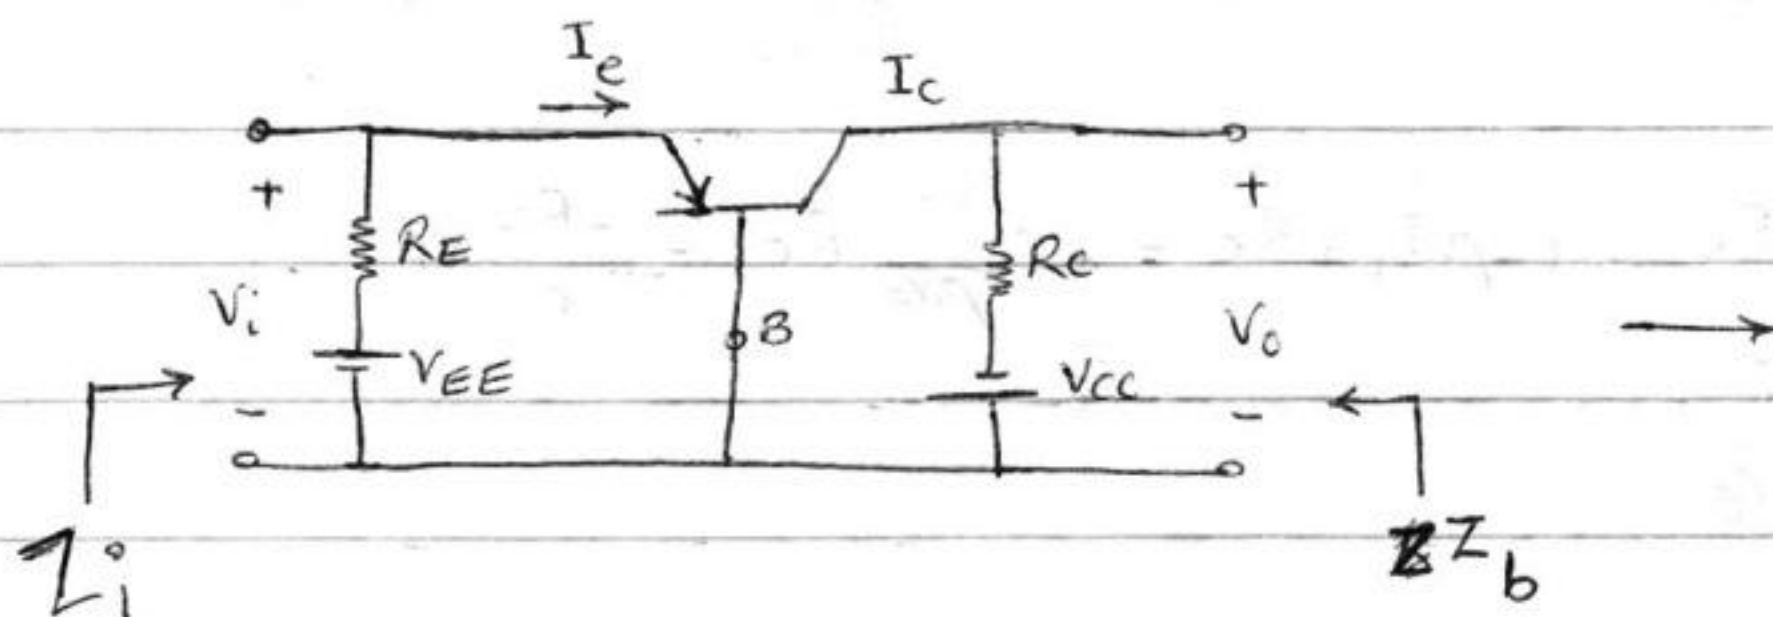 Ie
Ic
+
+
RE
Rc
Vi
B
Vo
VEE
Vcc
-
-
Zi
Zb